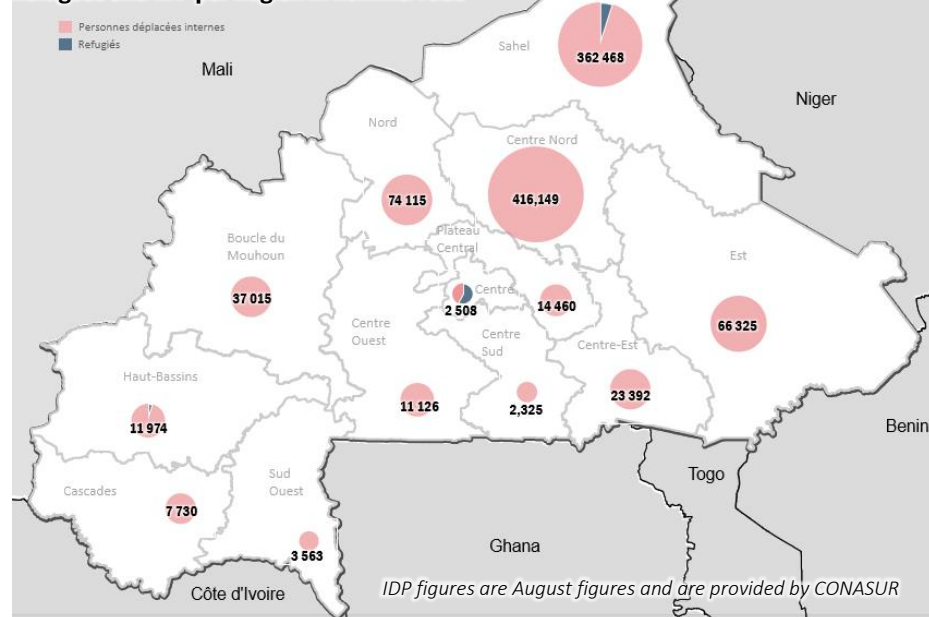 Personnes déplacées internes
Refugiés
Mali
Sahel
362 468
Niger
Nord
Centre Nord
74 115
416,149
Boucle du
Mouhoun
37 015
Plateau
Central
Centre
2 508
14 460
Est
66 325
Centre
Ouest
Centre
Sud
Centre-Est
Haut-Bassins
11 974
11 126
2,325
23 392
Benin
Cascades
7 730
Sud
Ouest
3 563
Togo
Ghana
Côte d'Ivoire
IDP figures are August figures and are provided by CONASUR